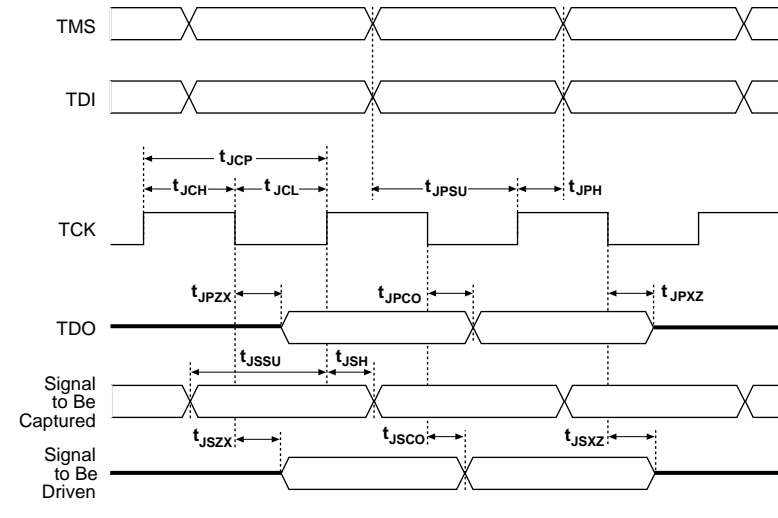 TMS
TDI
tJCP
tJCH
tJCL
tJPSU
tJPH
TCK
tJPZX
tJPCO
tJPXZ
TDO
tJSSU
tJSH
Signal
to Be
Captured
tJSZX
tJSCO
tJSXZ
Signal
to Be
Driven